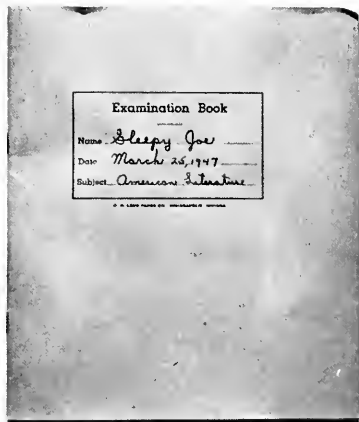 Examination Book
Name Sleepy Joe
Date March 25, 1947
Subject American Literature